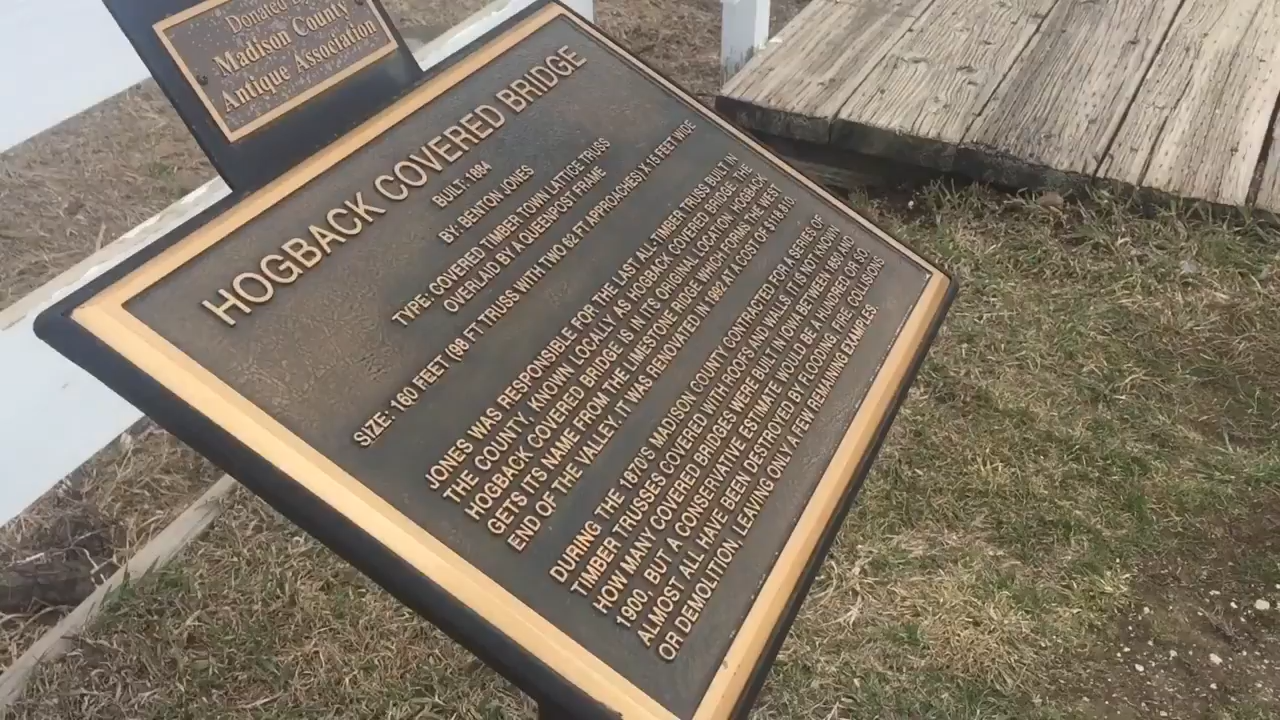 Donated by
Madison County
Antique Association
HOGBACK COVERED BRIDGE
BUILT: 1884
BY: BENTON JONES
TYPE: COVERED TIMBER TOWN LATTICE TRUSS
OVERLAID BY A QUEENPOST FRAME
SIZE: 160 FEET (98 FT TRUSS WITH TWO 62 FT APPROACHES) X 15 FEET WIDE
JONES WAS RESPONSIBLE FOR THE LAST ALL-TIMBER TRUSS BUILT IN
THE COUNTY, KNOWN LOCALLY AS HOGBACK COVERED BRIDGE. THE
HOGBACK COVERED BRIDGE IS IN ITS ORIGINAL LOCATION. HOGBACK
GETS ITS NAME FROM THE LIMESTONE RIDGE WHICH FORMS THE WEST
END OF THE VALLEY. IT WAS RENOVATED IN 1992 AT A COST OF $118,810.
DURING THE 1870'S MADISON COUNTY CONTRACTED FOR A SERIES OF
TIMBER TRUSSES COVERED WITH ROOFS AND WALLS. IT IS NOT KNOWN
HOW MANY COVERED BRIDGES WERE BUILT IN IOWA BETWEEN 1850 AND
1900, BUT A CONSERVATIVE ESTIMATE WOULD BE A HUNDRED OR SO.
ALMOST ALL HAVE BEEN DESTROYED BY FLOODING, FIRE, COLLISIONS
OR DEMOLITION, LEAVING ONLY A FEW REMAINING EXAMPLES.